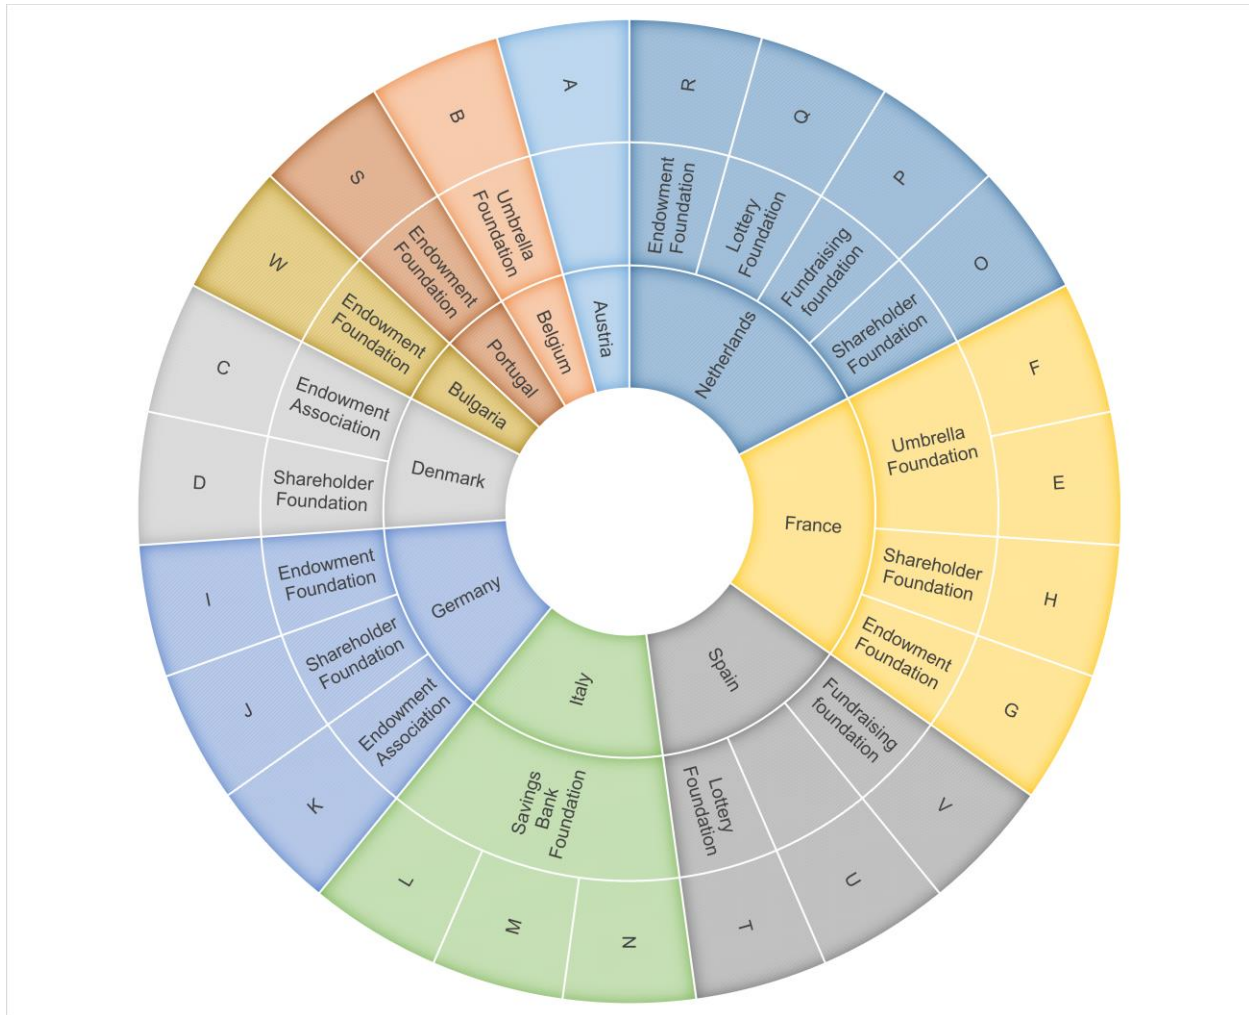 R
Q
P
O
Endowment
Foundation
Lottery
Foundation
Fundraising
foundation
Shareholder
Foundation
Netherlands
F
E
H
G
Umbrella
Foundation
Shareholder
Foundation
Endowment
Foundation
France
V
U
T
Fundraising
foundation
Lottery
Foundation
Spain
N
M
L
Savings
Bank
Foundation
Italy
K
J
I
Endowment
Association
Shareholder
Foundation
Endowment
Foundation
Germany
D
C
Shareholder
Foundation
Endowment
Association
Denmark
W
Endowment
Foundation
Bulgaria
S
Endowment
Foundation
Portugal
B
Umbrella
Foundation
Belgium
A
Austria